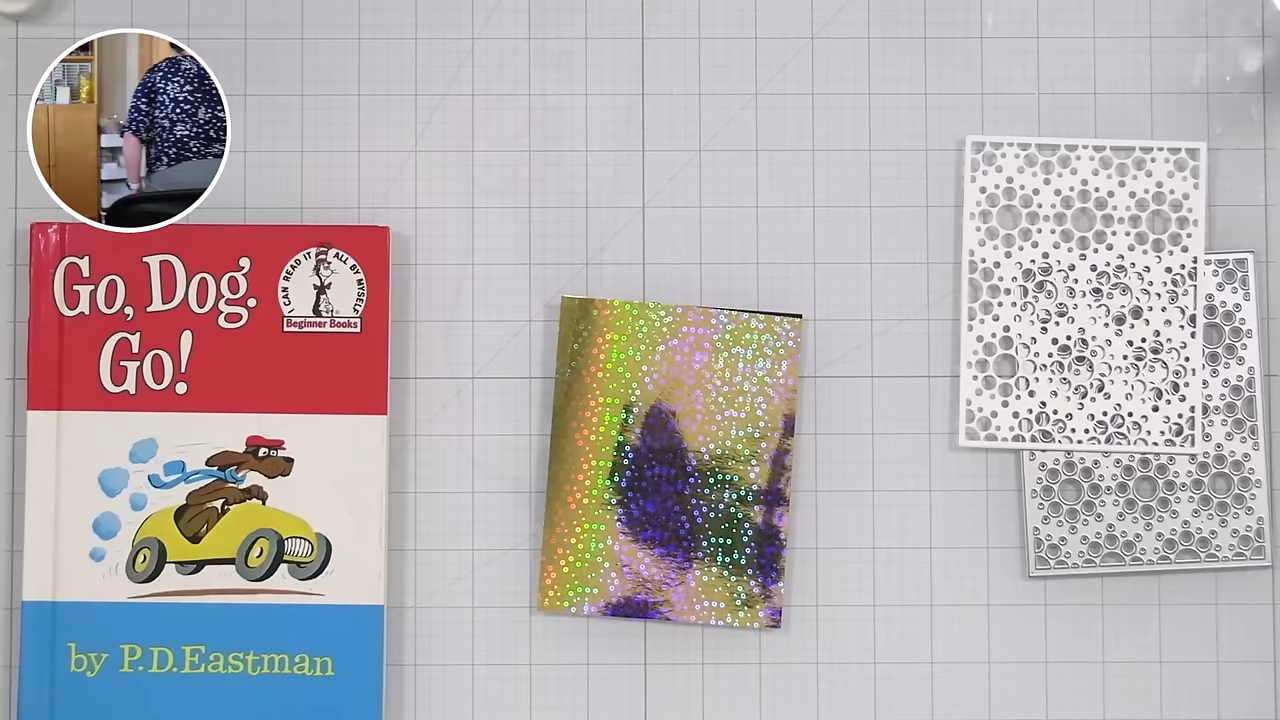 Go, Dog.
Go!
I CAN READ IT ALL BY MYSELF
Beginner Books
by P.D.Eastman